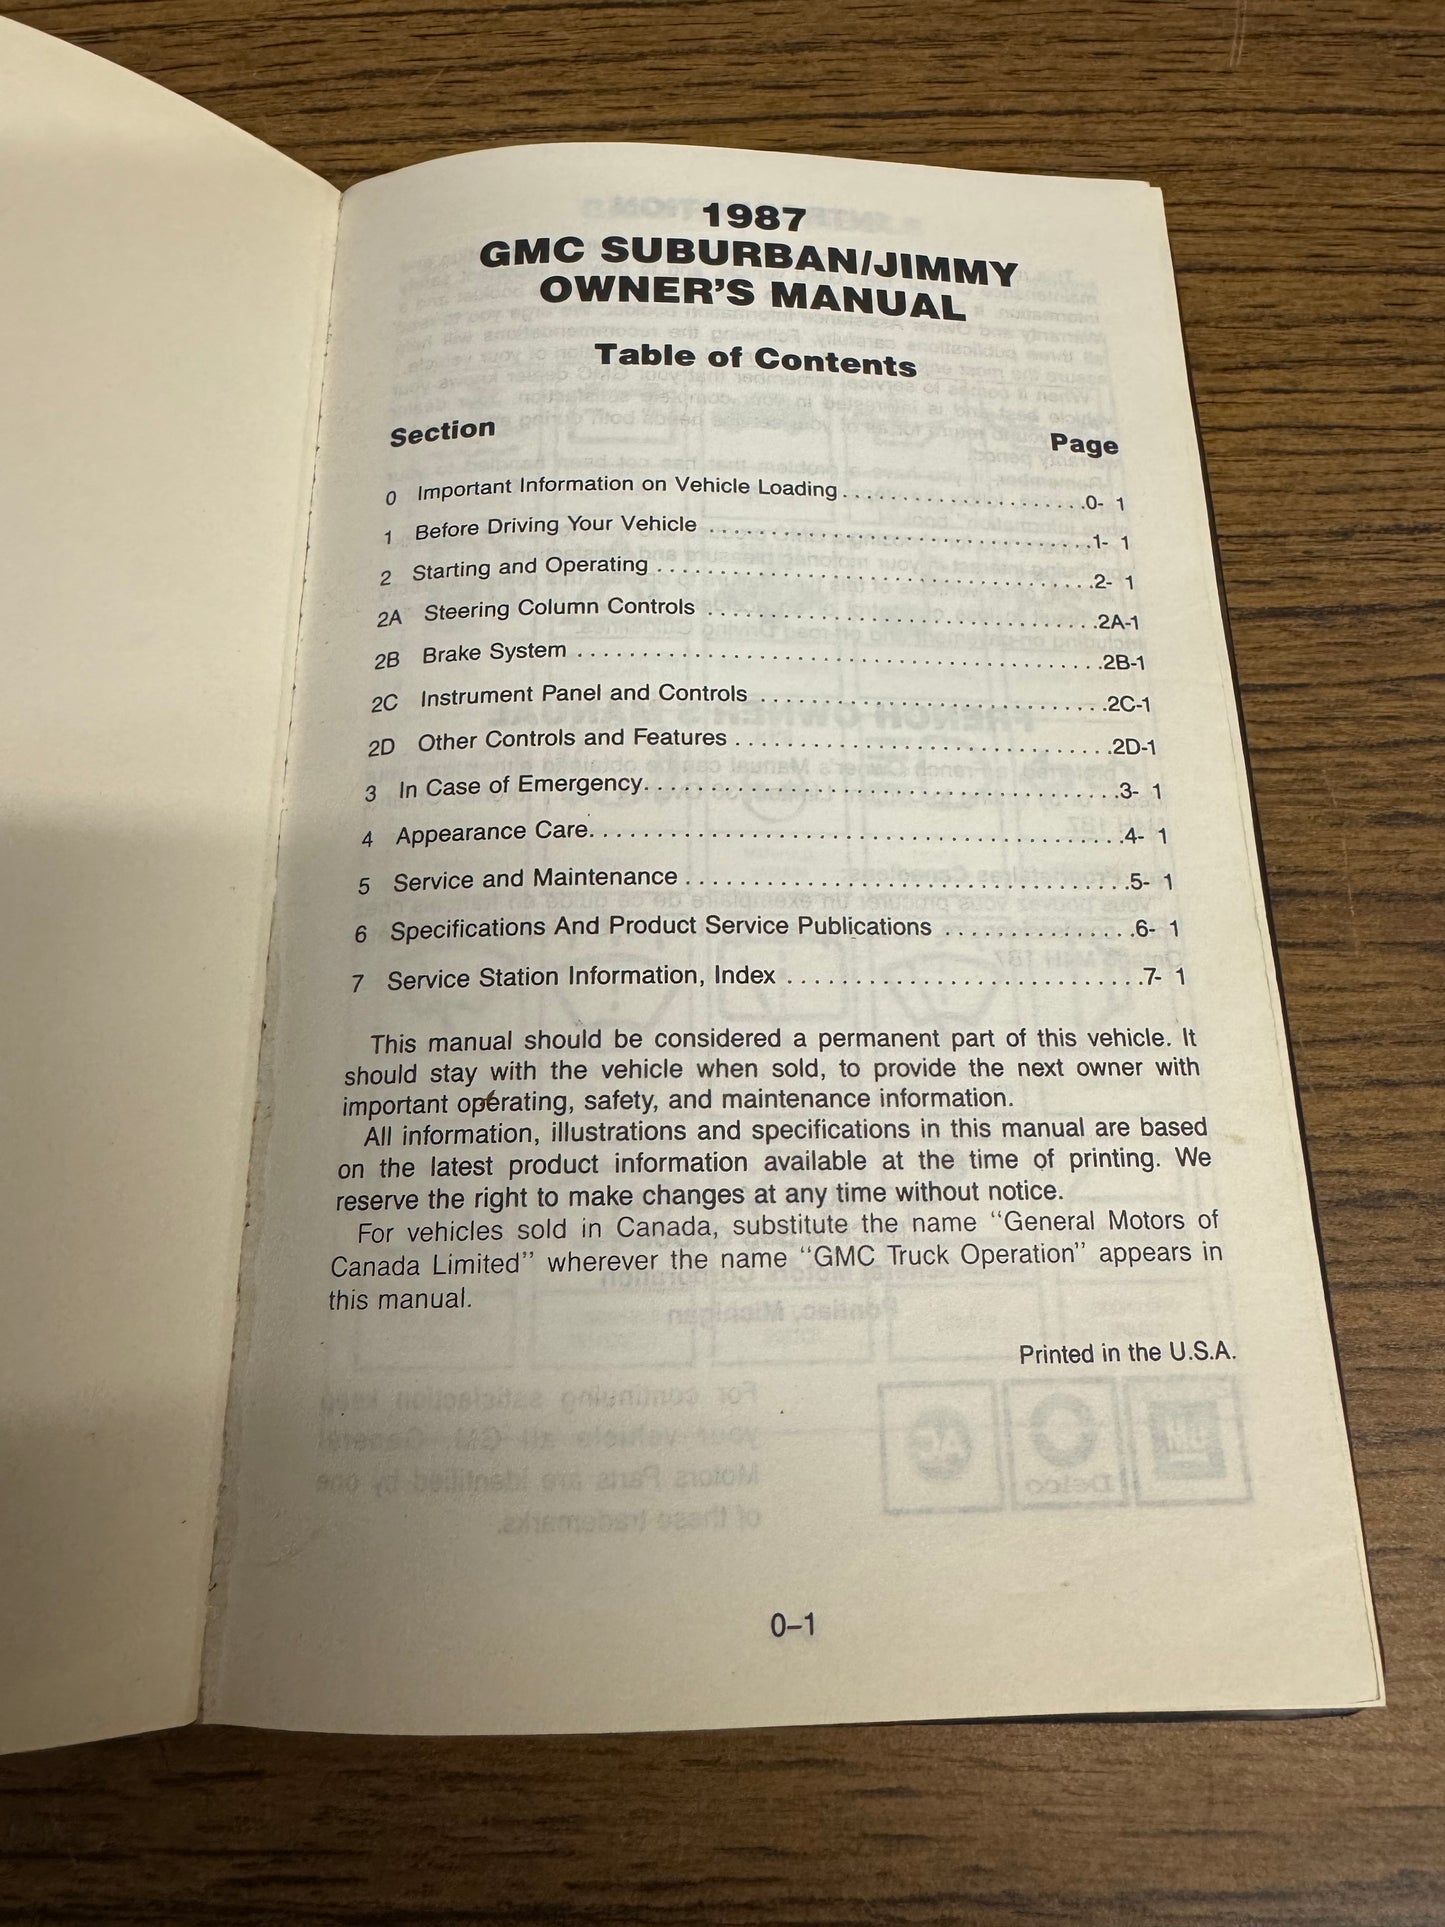 1987
GMC SUBURBAN/JIMMY
OWNER'S MANUAL
Table of Contents
Section Page
0 Important Information on Vehicle Loading . . . . . . . . . . . . . . . . . . . . . .0- 1
1 Before Driving Your Vehicle . . . . . . . . . . . . . . . . . . . . . . . . . . . . . . . . . .1- 1
2 Starting and Operating . . . . . . . . . . . . . . . . . . . . . . . . . . . . . . . . . . . . . .2- 1
2A Steering Column Controls . . . . . . . . . . . . . . . . . . . . . . . . . . . . . . . . . .2A-1
2B Brake System . . . . . . . . . . . . . . . . . . . . . . . . . . . . . . . . . . . . . . . . . . . . .2B-1
2C Instrument Panel and Controls . . . . . . . . . . . . . . . . . . . . . . . . . . . . . .2C-1
2D Other Controls and Features . . . . . . . . . . . . . . . . . . . . . . . . . . . . . . . .2D-1
3 In Case of Emergency. . . . . . . . . . . . . . . . . . . . . . . . . . . . . . . . . . . . . . . .3- 1
4 Appearance Care. . . . . . . . . . . . . . . . . . . . . . . . . . . . . . . . . . . . . . . . . . . .4- 1
5 Service and Maintenance . . . . . . . . . . . . . . . . . . . . . . . . . . . . . . . . . . . .5- 1
6 Specifications And Product Service Publications . . . . . . . . . . . . . . .6- 1
7 Service Station Information, Index . . . . . . . . . . . . . . . . . . . . . . . . . . .7- 1
This manual should be considered a permanent part of this vehicle. It
should stay with the vehicle when sold, to provide the next owner with
important operating, safety, and maintenance information.
All information, illustrations and specifications in this manual are based
on the latest product information available at the time of printing. We
reserve the right to make changes at any time without notice.
For vehicles sold in Canada, substitute the name "General Motors of
Canada Limited" wherever the name "GMC Truck Operation" appears in
this manual.
Printed in the U.S.A.
0–1